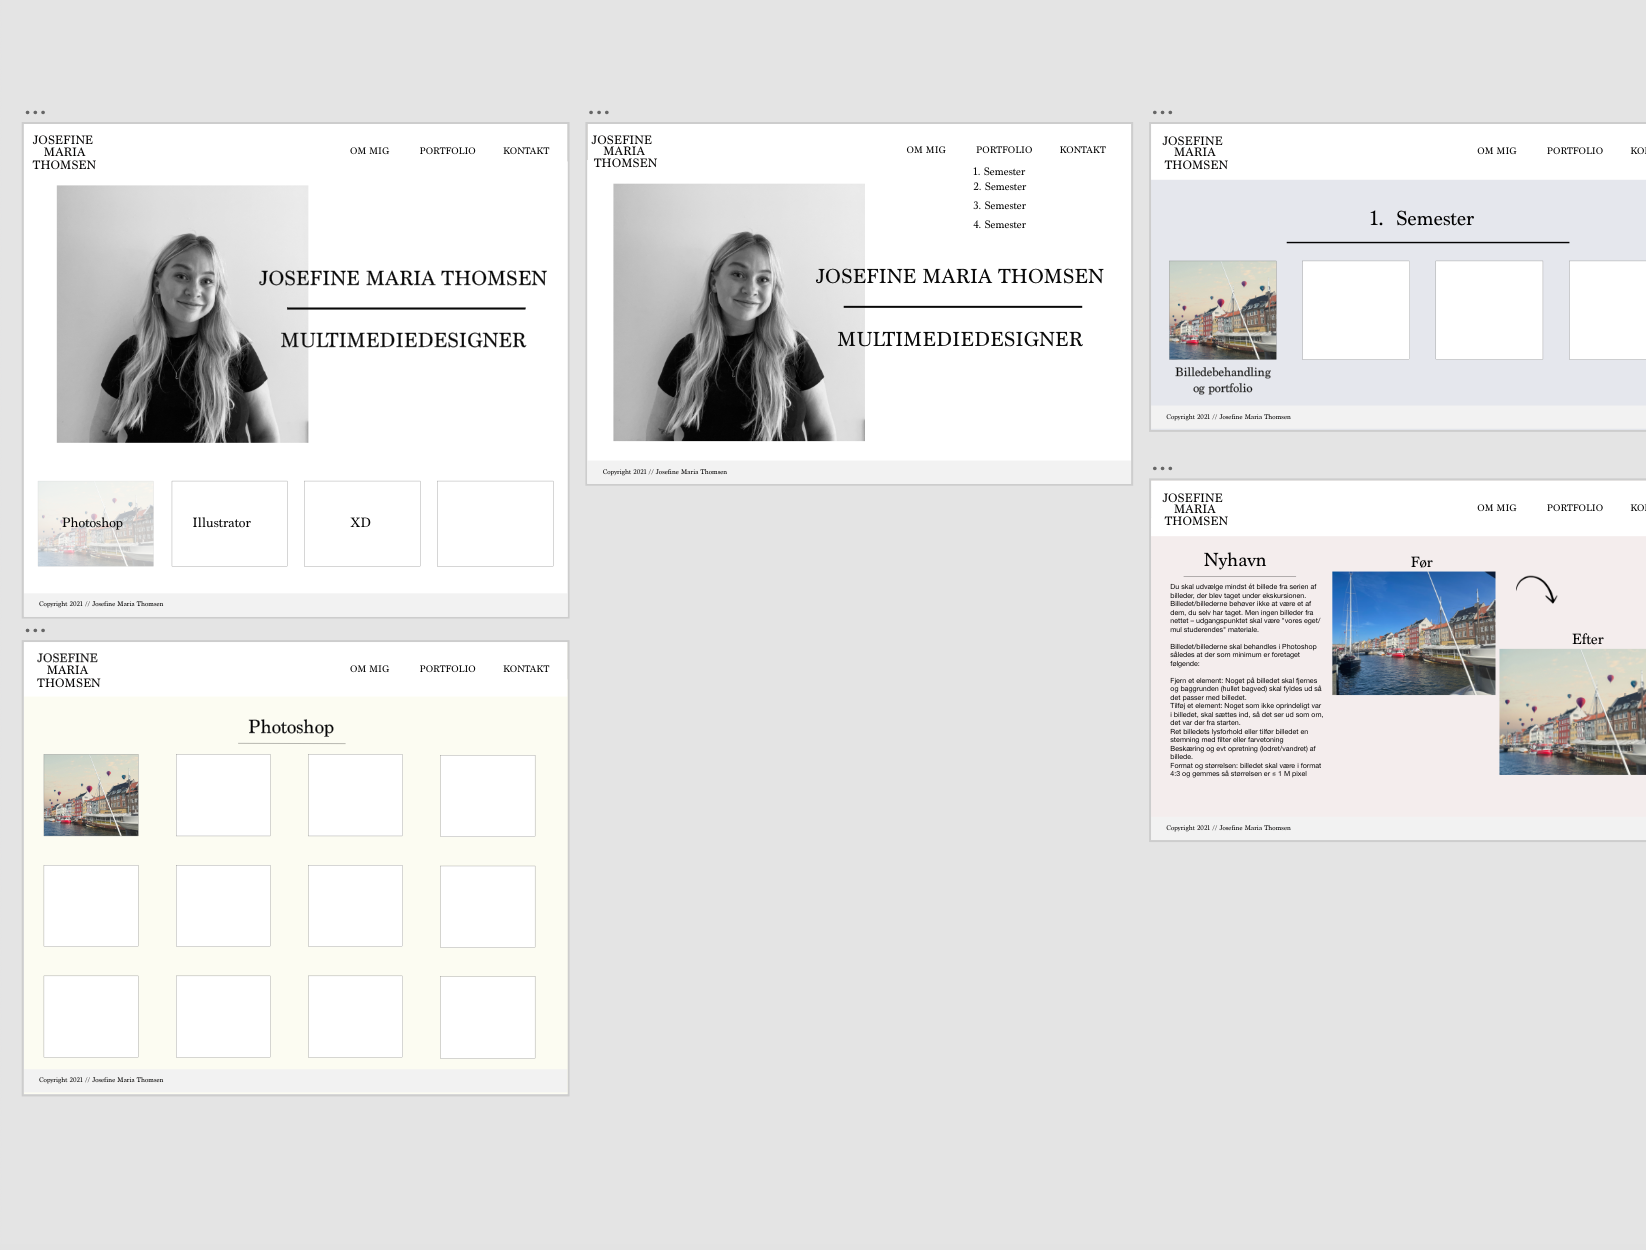 JOSEFINE
MARIA
THOMSEN
OM MIG PORTFOLIO KONTAKT
JOSEFINE MARIA THOMSEN
MULTIMEDIEDESIGNER
Photoshop Illustrator XD
Copyright 2021 // Josefine Maria Thomsen
JOSEFINE
MARIA
THOMSEN
OM MIG PORTFOLIO KONTAKT
Photoshop
Copyright 2021 // Josefine Maria Thomsen
JOSEFINE
MARIA
THOMSEN
OM MIG PORTFOLIO KONTAKT
1. Semester
2. Semester
3. Semester
4. Semester
JOSEFINE MARIA THOMSEN
MULTIMEDIEDESIGNER
Copyright 2021 // Josefine Maria Thomsen
JOSEFINE
MARIA
THOMSEN
OM MIG PORTFOLIO
1. Semester
Billedebehandling
og portfolio
Copyright 2021 // Josefine Maria Thomsen
JOSEFINE
MARIA
THOMSEN
OM MIG PORTFOLIO
Nyhavn
Du skal udvælge mindst ét billede fra serien af
billeder, der blev taget under ekskursionen.
Billedet/billederne behøver ikke at være et af
dem, du selv har taget. Men ingen billeder fra
nettet – udgangspunktet skal være "vores eget/
mul studerendes" materiale.
Billedet/billederne skal behandles i Photoshop
således at der som minimum er foretaget
følgende:
Fjern et element: Noget på billedet skal fjernes
og baggrunden (hullet bagved) skal fyldes ud så
det passer med billedet.
Tilføj et element: Noget som ikke oprindeligt var
i billedet, skal sættes ind, så det ser ud som om,
det var der fra starten.
Ret billedets lysforhold eller tilfør billedet en
stemning med filter eller farvetoning
Beskæring og evt opretning (lodret/vandret) af
billede.
Format og størrelsen: billedet skal være i format
4:3 og gemmes så størrelsen er = 1 M pixel
Før
Efter
Copyright 2021 // Josefine Maria Thomsen